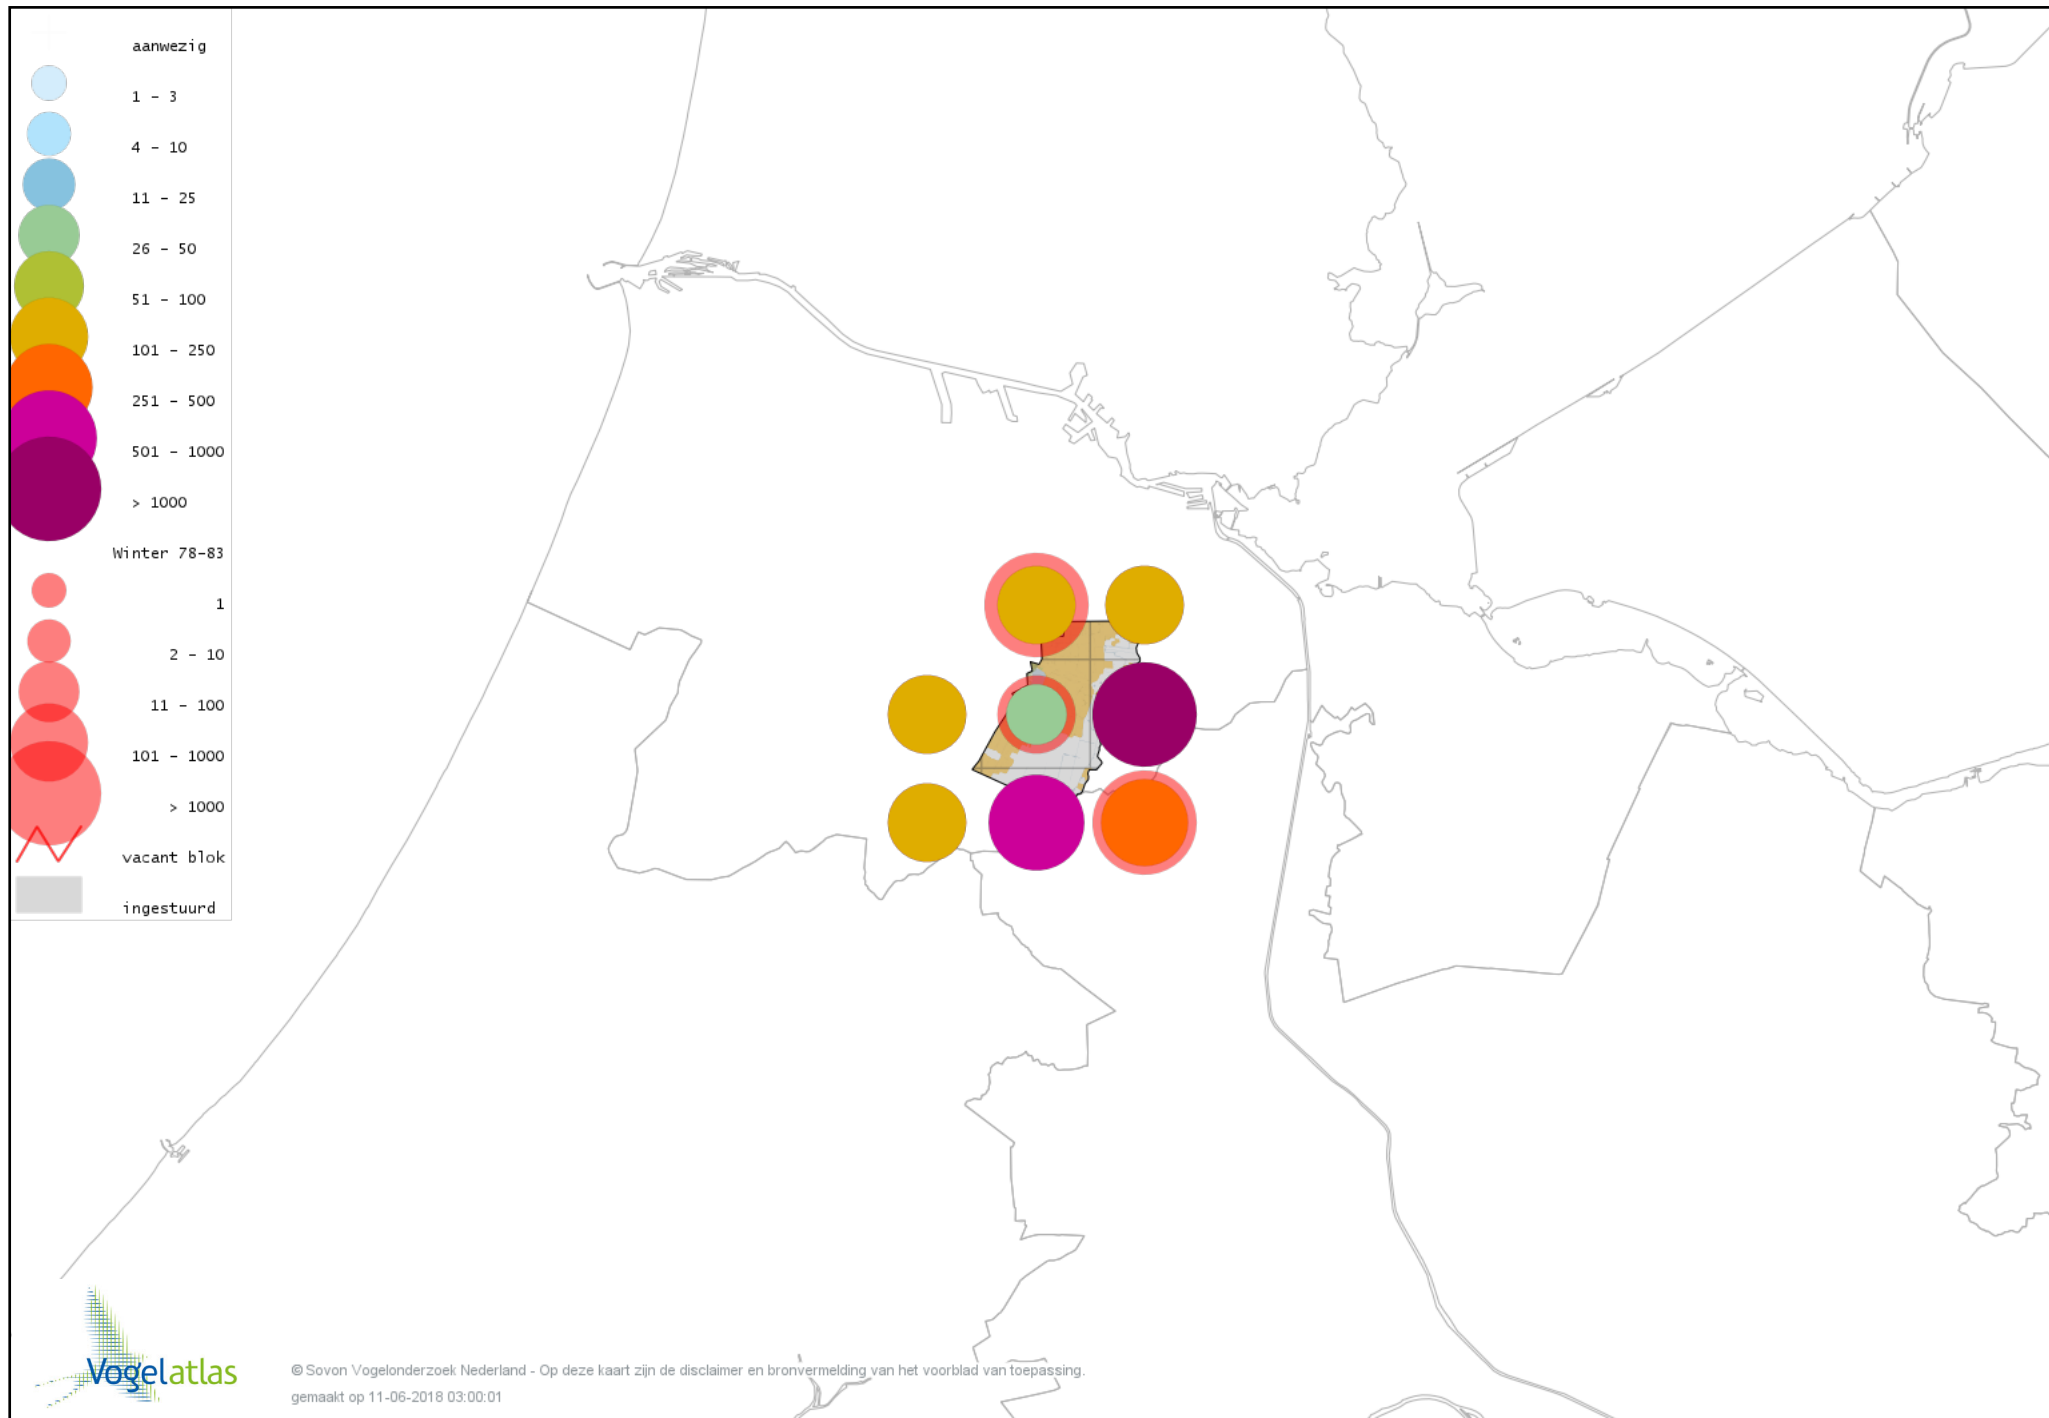 aanwezig
1 - 3
4 - 10
11 - 25
26 - 50
51 - 100
101 - 250
251 - 500
501 - 1000
> 1000
Winter 78-83
1
2 - 10
11 - 100
101 - 1000
> 1000
vacant blok
ingestuurd
Vogelatlas
© Sovon Vogelonderzoek Nederland - Op deze kaart zijn de disclaimer en bronvermelding van het voorblad van toepassing.
gemaakt op 11-06-2018 03:00:01